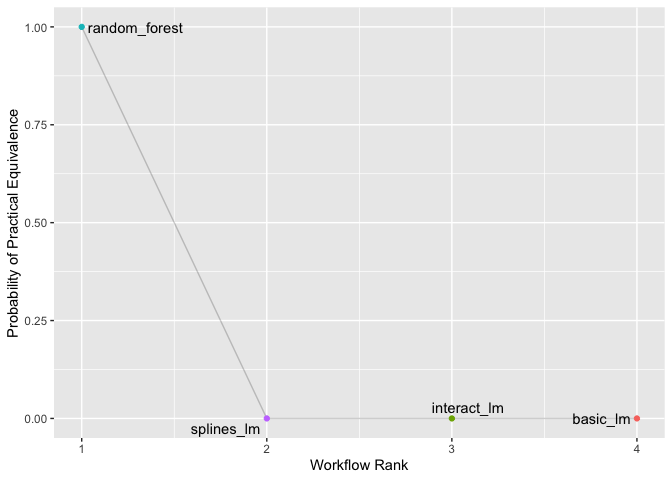 1.00
random_forest
0.75
0.50
0.25
0.00
interact_lm
basic_lm
splines_lm
1
2
3
4
Workflow Rank
Probability of Practical Equivalence